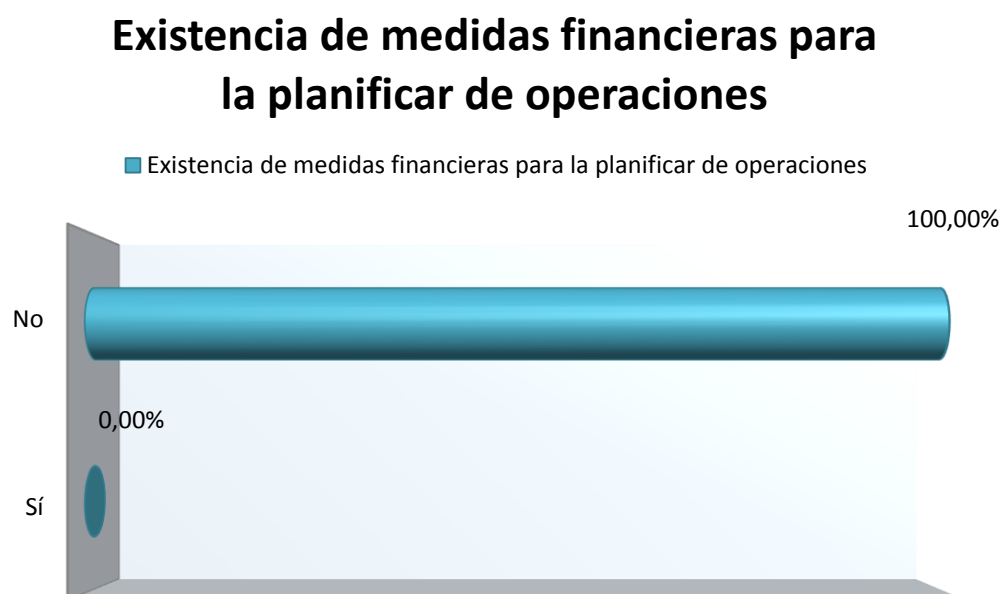 Existencia de medidas financieras para
la planificar de operaciones
Existencia de medidas financieras para la planificar de operaciones
100,00%
No
0,00%
Sí